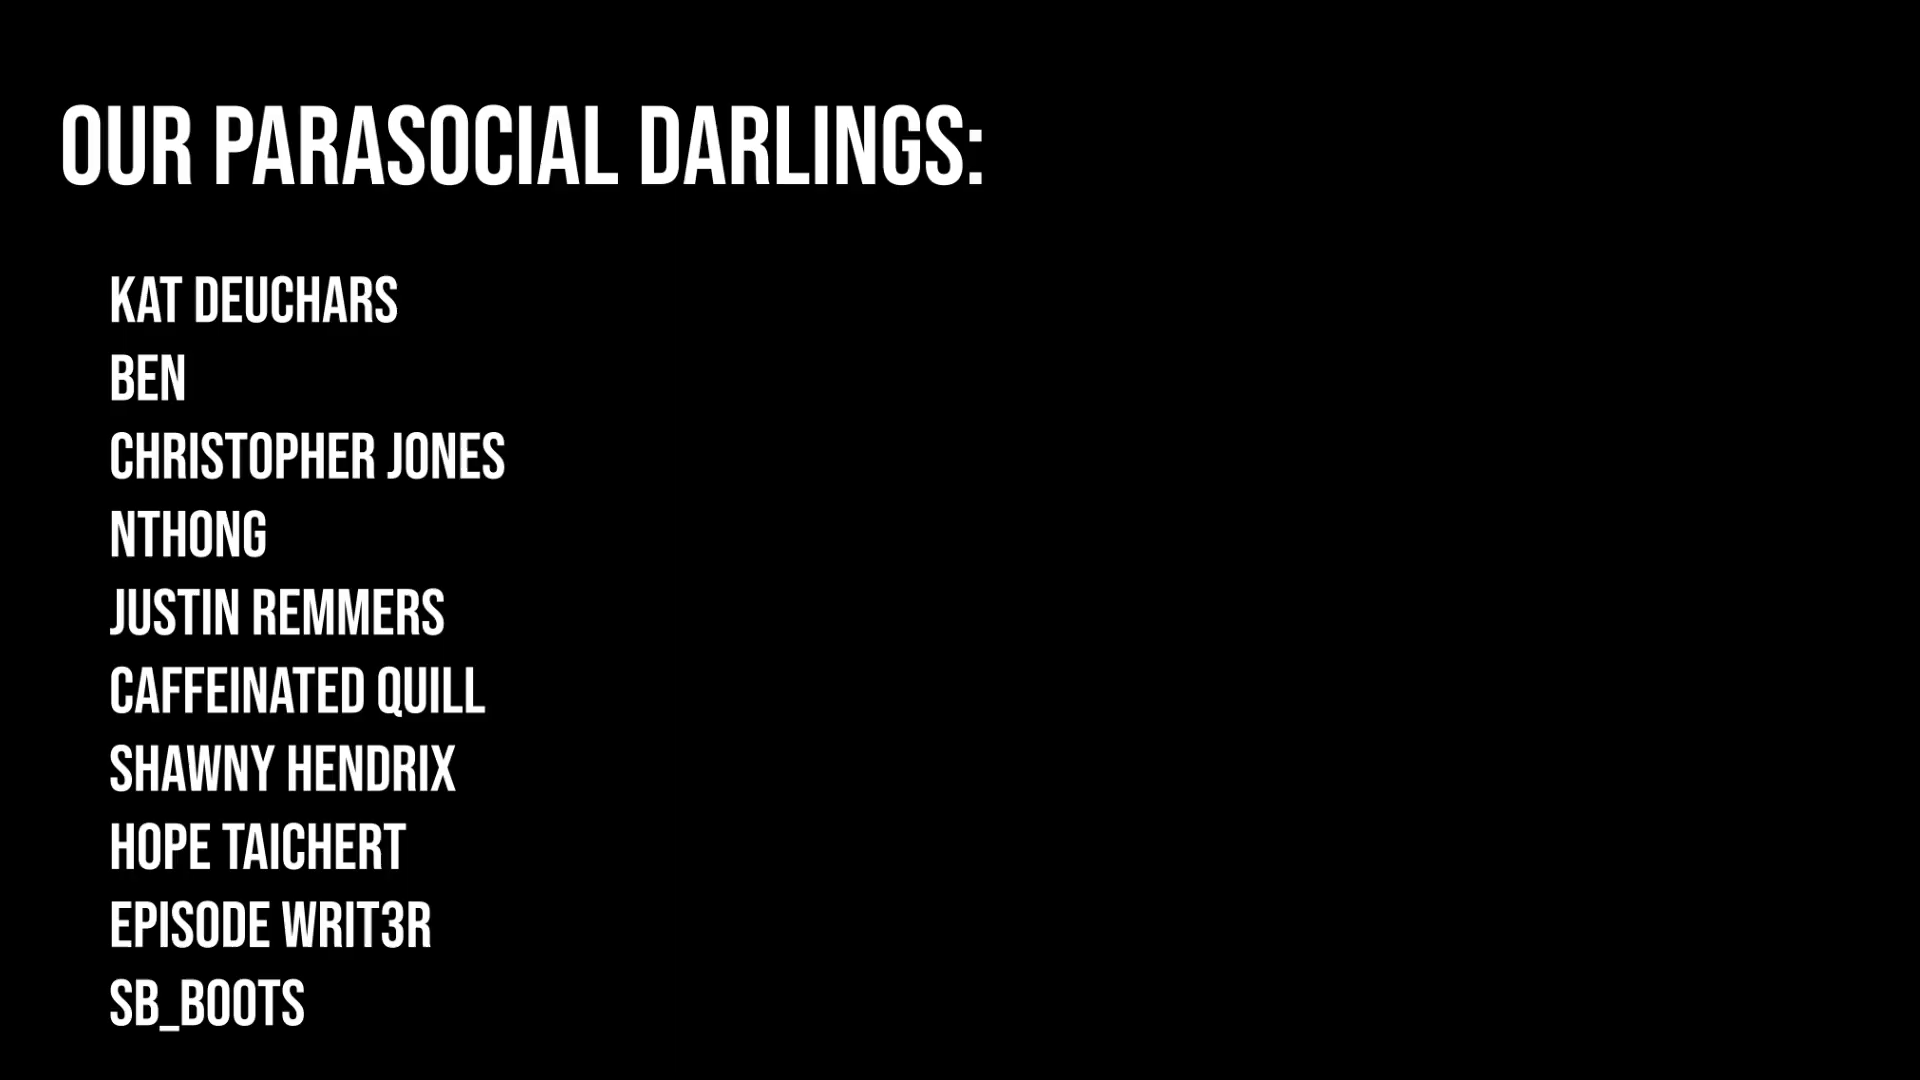 OUR PARASOCIAL DARLINGS:
KAT DEUCHARS
BEN
CHRISTOPHER JONES
NTHONG
JUSTIN REMMERS
CAFFEINATED QUILL
SHAWNY HENDRIX
HOPE TAICHERT
EPISODE WRIT3R
SB_BOOTS